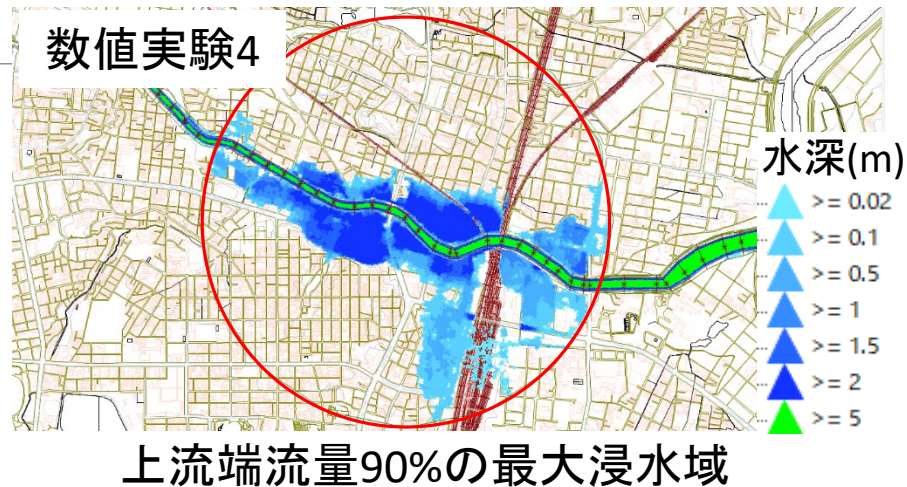 数値実験4
水深(m)
... >= 0.02
... >= 0.1
... >= 0.5
... >= 1
... >= 1.5
... >= 2
... >= 5
上流端流量90%の最大浸水域